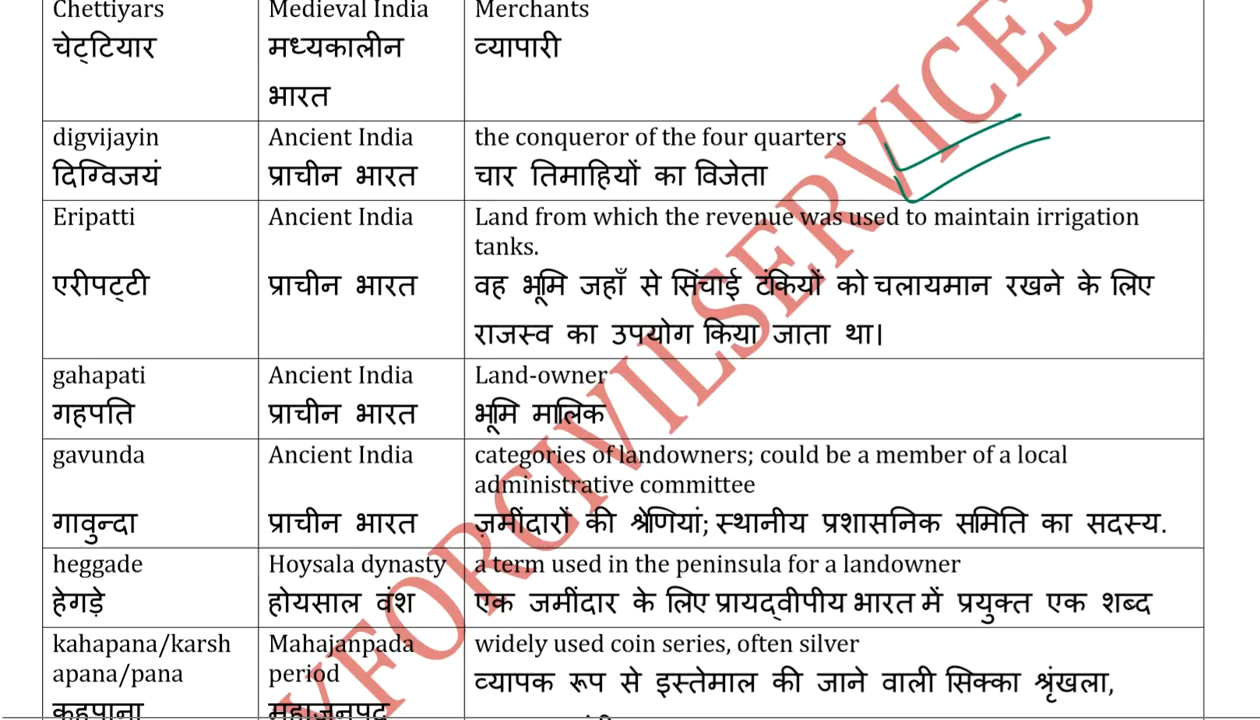 Chettiyars Medieval India Merchants
चेट्टियार मध्यकालीन व्यापारी
भारत
digvijayin Ancient India the conqueror of the four quarters
दिग्विजयं प्राचीन भारत चार तिमाहियों का विजेता
Eripatti Ancient India Land from which the revenue was used to maintain irrigation
tanks.
एरीपट्टी प्राचीन भारत वह भूमि जहाँ से सिंचाई टंकियों को चलायमान रखने के लिए
राजस्व का उपयोग किया जाता था।
gahapati Ancient India Land-owner
गहपति प्राचीन भारत भूमि मालिक
gavunda Ancient India categories of landowners; could be a member of a local
administrative committee
गावुन्दा प्राचीन भारत ज़मींदारों की श्रेणियां; स्थानीय प्रशासनिक समिति का सदस्य.
heggade Hoysala dynasty a term used in the peninsula for a landowner
हेगड़े होयसाल वंश एक जमींदार के लिए प्रायद्वीपीय भारत में प्रयुक्त एक शब्द
kahapana/karsh Mahajanpada widely used coin series, often silver
apana/pana period
व्यापक रूप से इस्तेमाल की जाने वाली सिक्का श्रृंखला,
कहपाना महाजनपद
YFORCIVILSERVICES